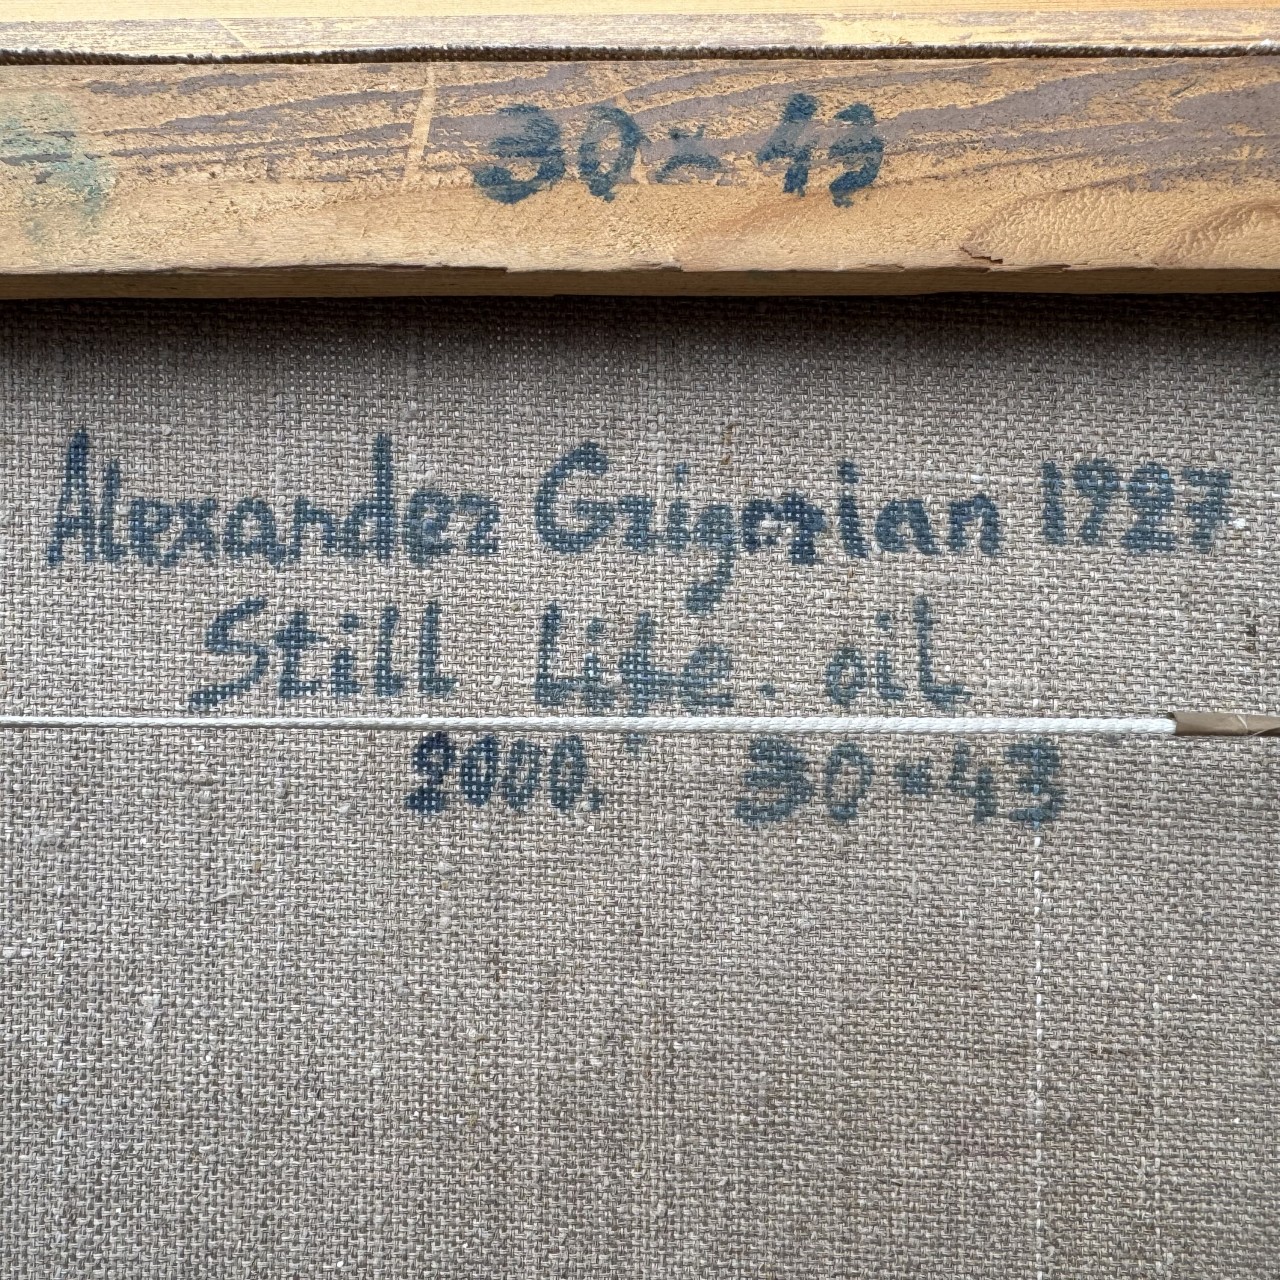 30-43
Alexander Grigorian 1927
Still Life. oil
2000. 30-43